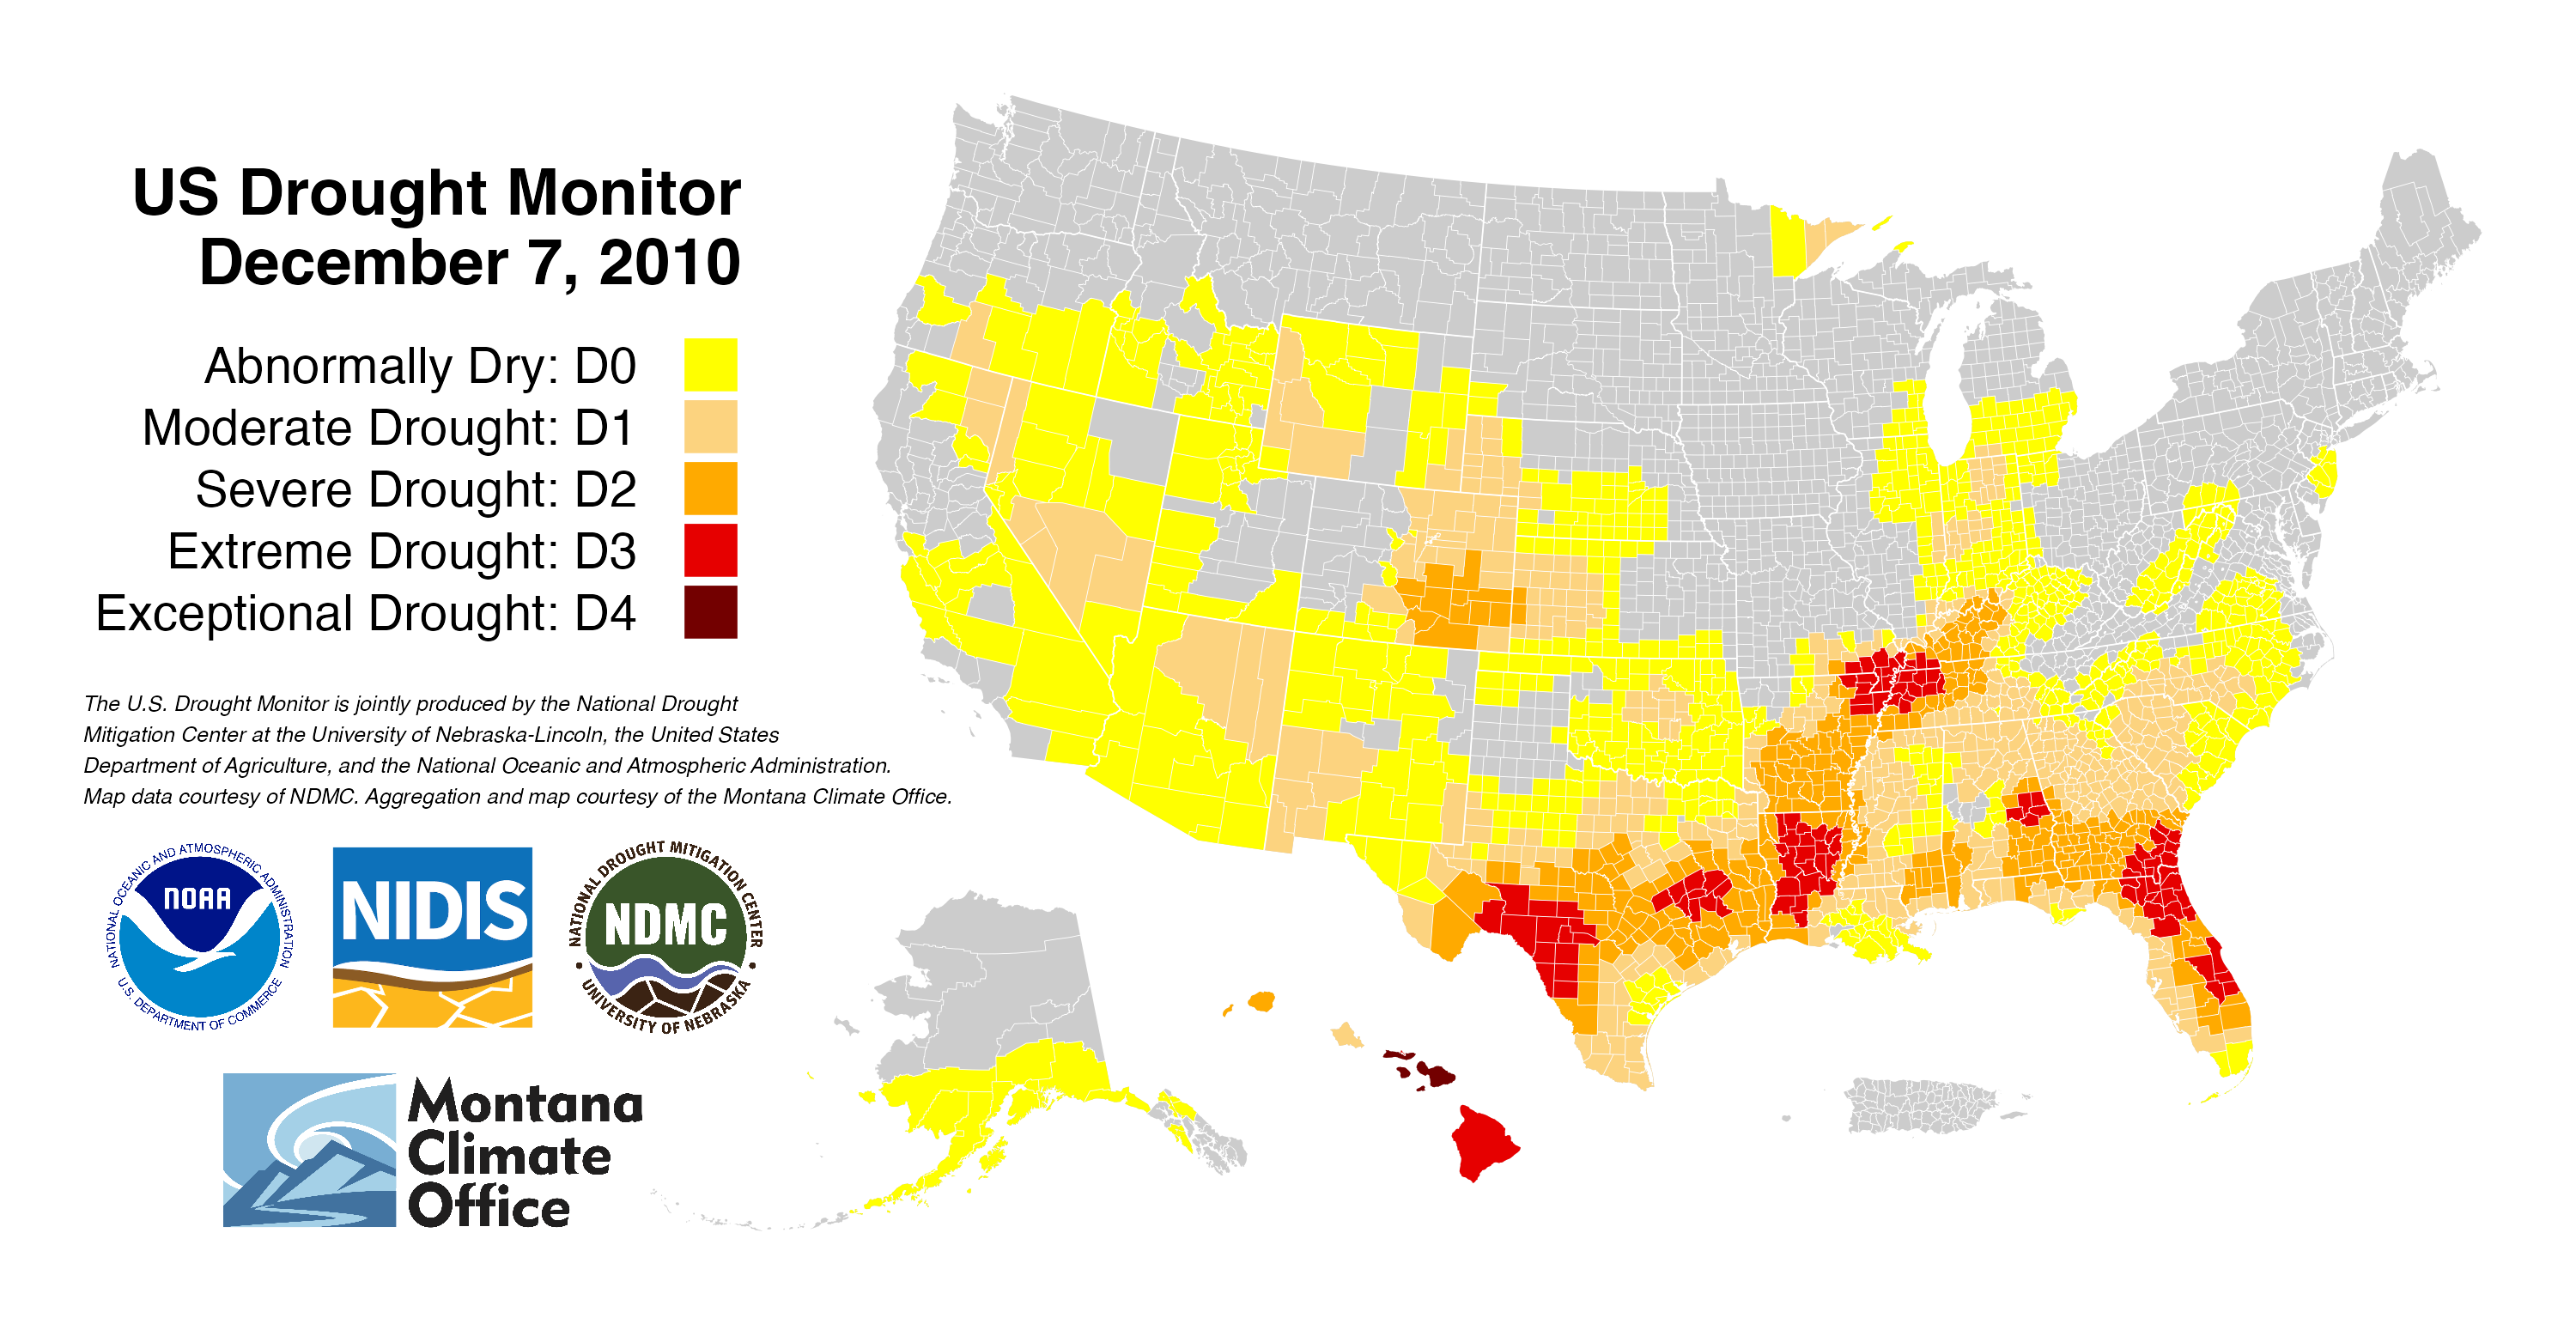 US Drought Monitor
December 7, 2010
Abnormally Dry: D0
Moderate Drought: D1
Severe Drought: D2
Extreme Drought: D3
Exceptional Drought: D4
The U.S. Drought Monitor is jointly produced by the National Drought
Mitigation Center at the University of Nebraska-Lincoln, the United States
Department of Agriculture, and the National Oceanic and Atmospheric Administration.
Map data courtesy of NDMC. Aggregation and map courtesy of the Montana Climate Office.
NATIONAL OCEANIC AND ATMOSPHERIC ADMINISTRATION
NOAA
U.S. DEPARTMENT OF COMMERCE
NIDIS
NATIONAL DROUGHT MITIGATION CENTER
NDMC
UNIVERSITY OF NEBRASKA
Montana
Climate
Office